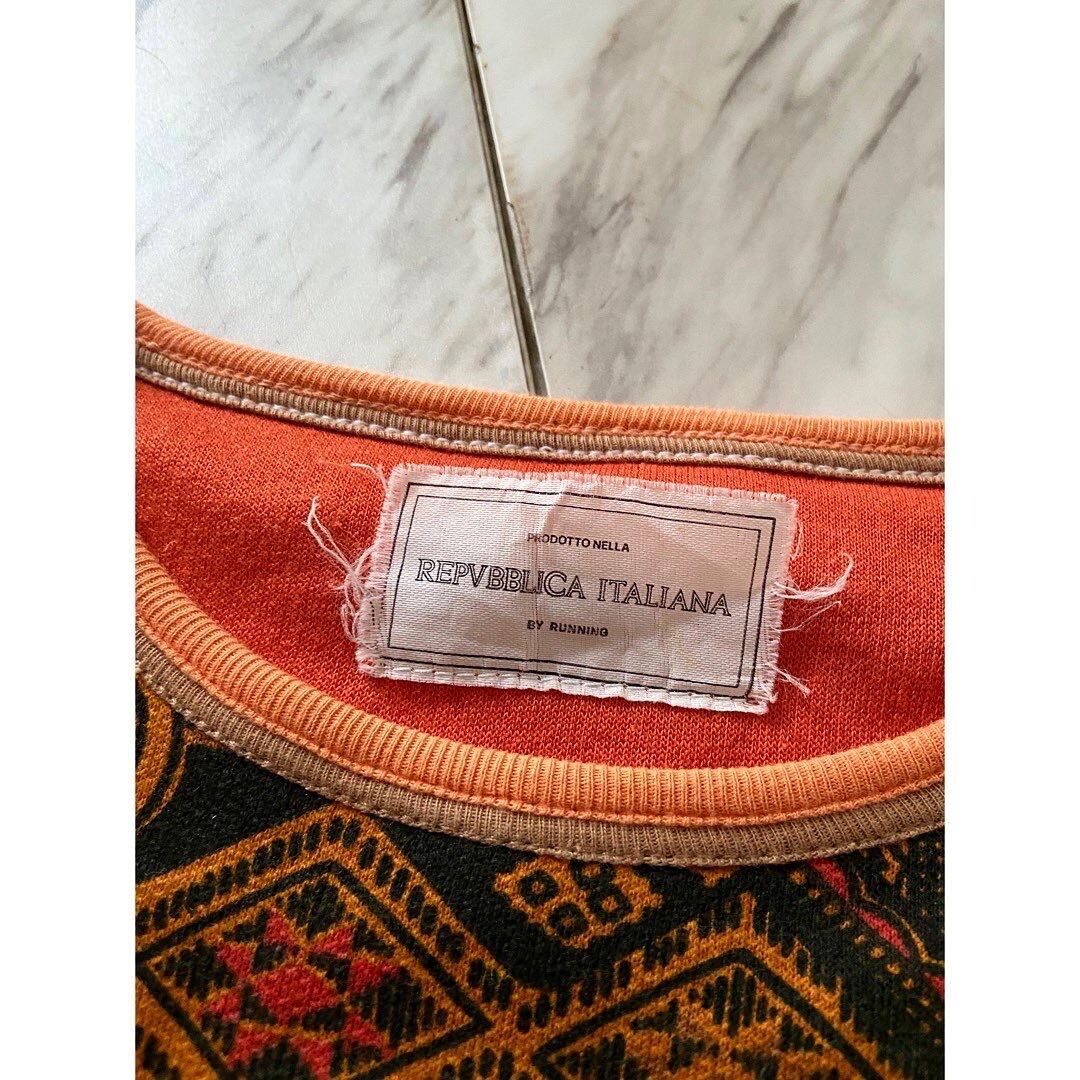 PRODOTTO NELLA
REPVBBLICA ITALIANA
BY RUNNING